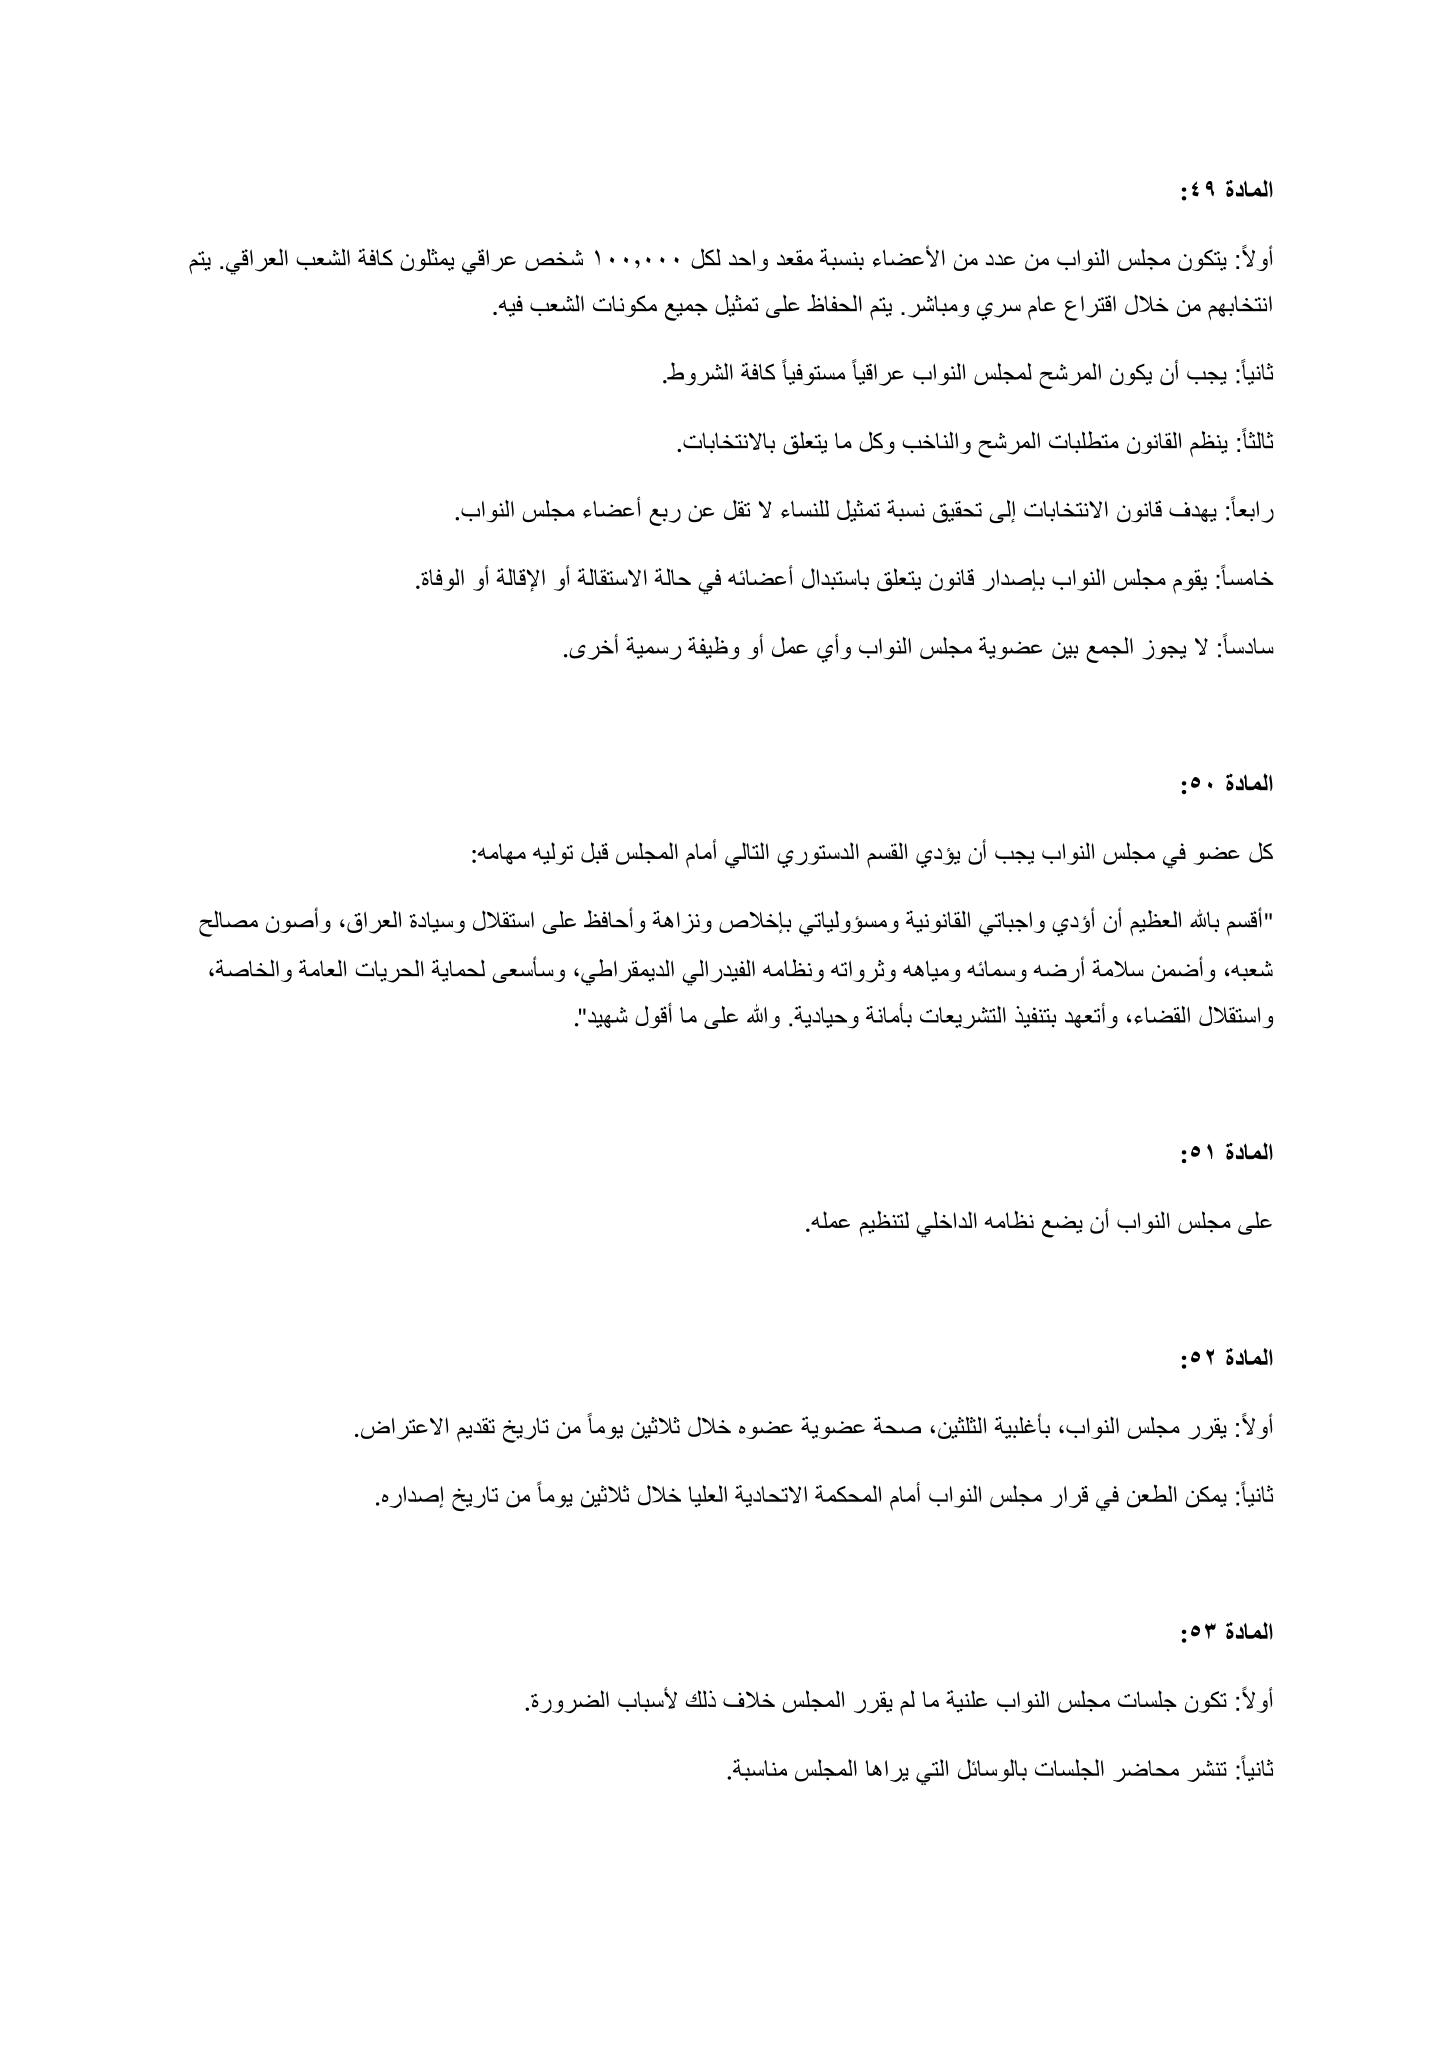 المادة ٤٩:
أولاً: يتكون مجلس النواب من عدد من الأعضاء بنسبة مقعد واحد لكل ١٠٠,٠٠٠ شخص عراقي يمثلون كافة الشعب العراقي. يتم
انتخابهم من خلال اقتراع عام سري ومباشر. يتم الحفاظ على تمثيل جميع مكونات الشعب فيه.
ثانياً: يجب أن يكون المرشح لمجلس النواب عراقياً مستوفياً كافة الشروط.
ثالثاً: ينظم القانون متطلبات المرشح والناخب وكل ما يتعلق بالانتخابات.
رابعاً: يهدف قانون الانتخابات إلى تحقيق نسبة تمثيل للنساء لا تقل عن ربع أعضاء مجلس النواب.
خامساً: يقوم مجلس النواب بإصدار قانون يتعلق باستبدال أعضائه في حالة الاستقالة أو الإقالة أو الوفاة.
سادساً: لا يجوز الجمع بين عضوية مجلس النواب وأي عمل أو وظيفة رسمية أخرى.
المادة ٥٠:
كل عضو في مجلس النواب يجب أن يؤدي القسم الدستوري التالي أمام المجلس قبل توليه مهامه:
"أقسم بالله العظيم أن أؤدي واجباتي القانونية ومسؤولياتي بإخلاص ونزاهة وأحافظ على استقلال وسيادة العراق، وأصون مصالح
شعبه، وأضمن سلامة أرضه وسمائه ومياهه وثرواته ونظامه الفيدرالي الديمقراطي، وسأسعى لحماية الحريات العامة والخاصة،
واستقلال القضاء، وأتعهد بتنفيذ التشريعات بأمانة وحيادية. والله على ما أقول شهيد".
المادة ٥١:
على مجلس النواب أن يضع نظامه الداخلي لتنظيم عمله.
المادة ٥٢:
أولاً: يقرر مجلس النواب، بأغلبية الثلثين، صحة عضوية عضوه خلال ثلاثين يوماً من تاريخ تقديم الاعتراض.
ثانياً: يمكن الطعن في قرار مجلس النواب أمام المحكمة الاتحادية العليا خلال ثلاثين يوماً من تاريخ إصداره.
المادة ٥٣:
أولاً: تكون جلسات مجلس النواب علنية ما لم يقرر المجلس خلاف ذلك لأسباب الضرورة.
ثانياً: تنشر محاضر الجلسات بالوسائل التي يراها المجلس مناسبة.